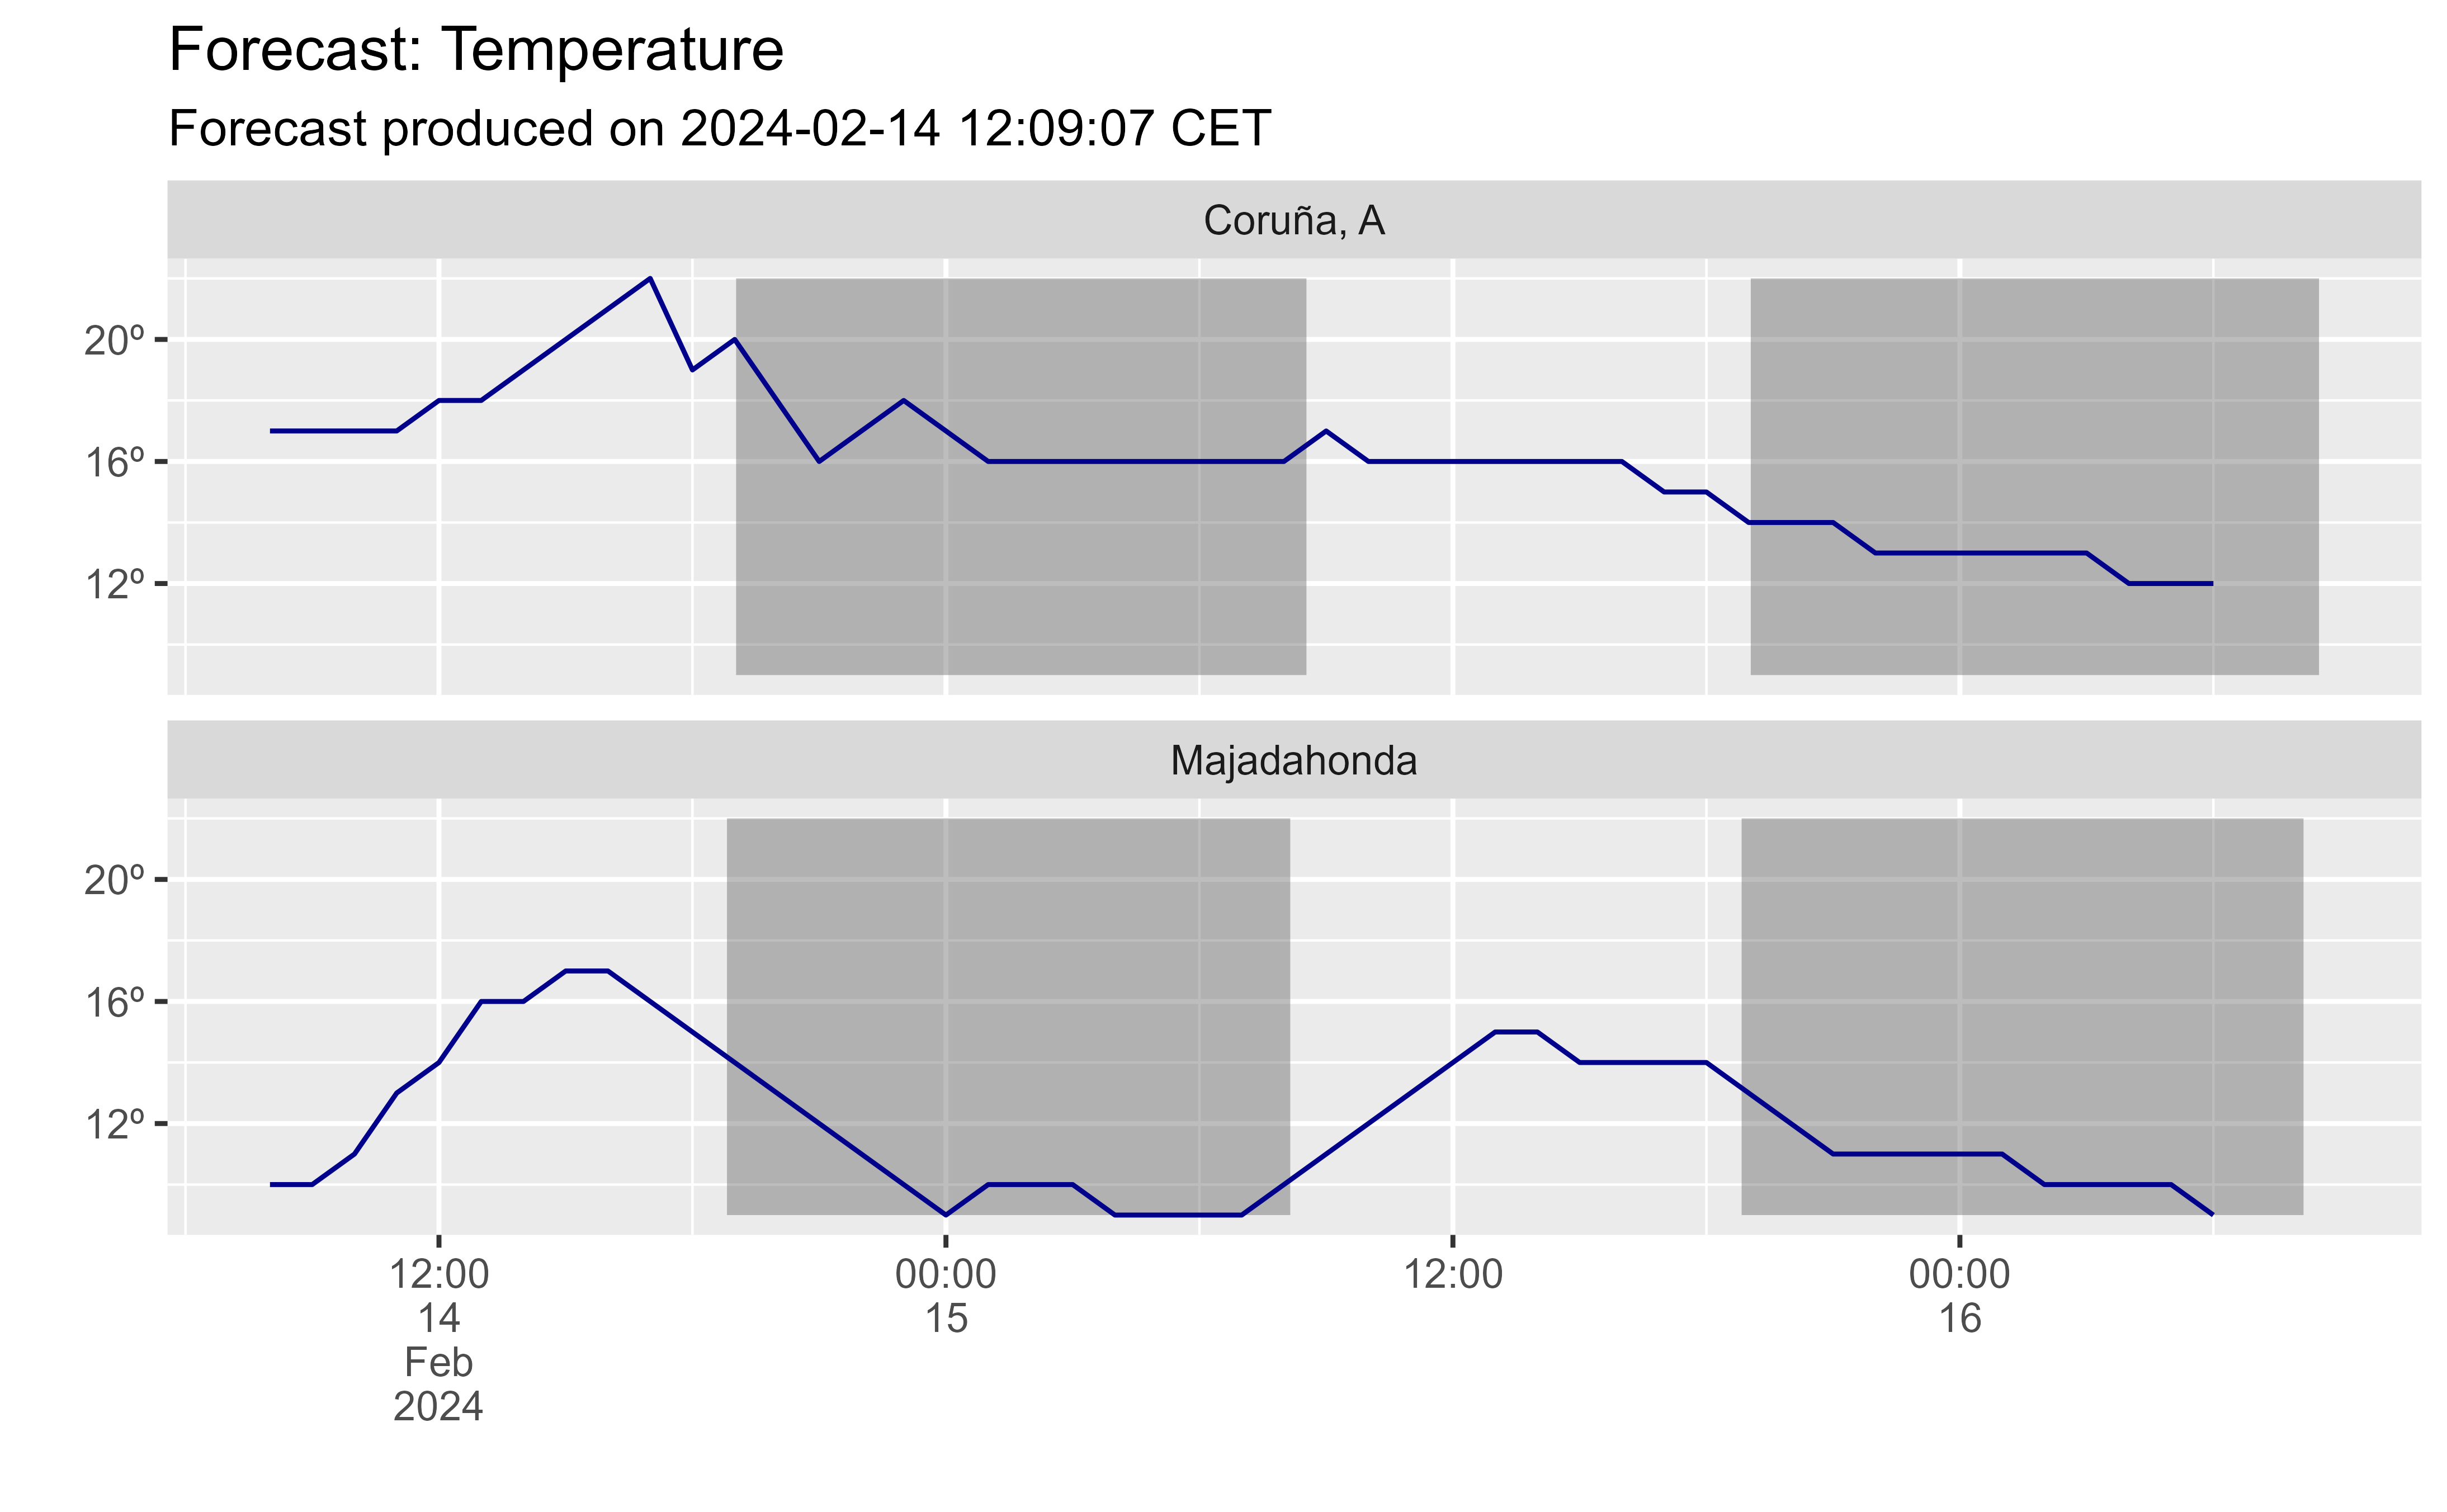 Forecast: Temperature
Forecast produced on 2024-02-14 12:09:07 CET
Coruña, A
20º
16º
12º
Majadahonda
20º
16º
12º
12:00 00:00 12:00 00:00
14 15 16
Feb
2024